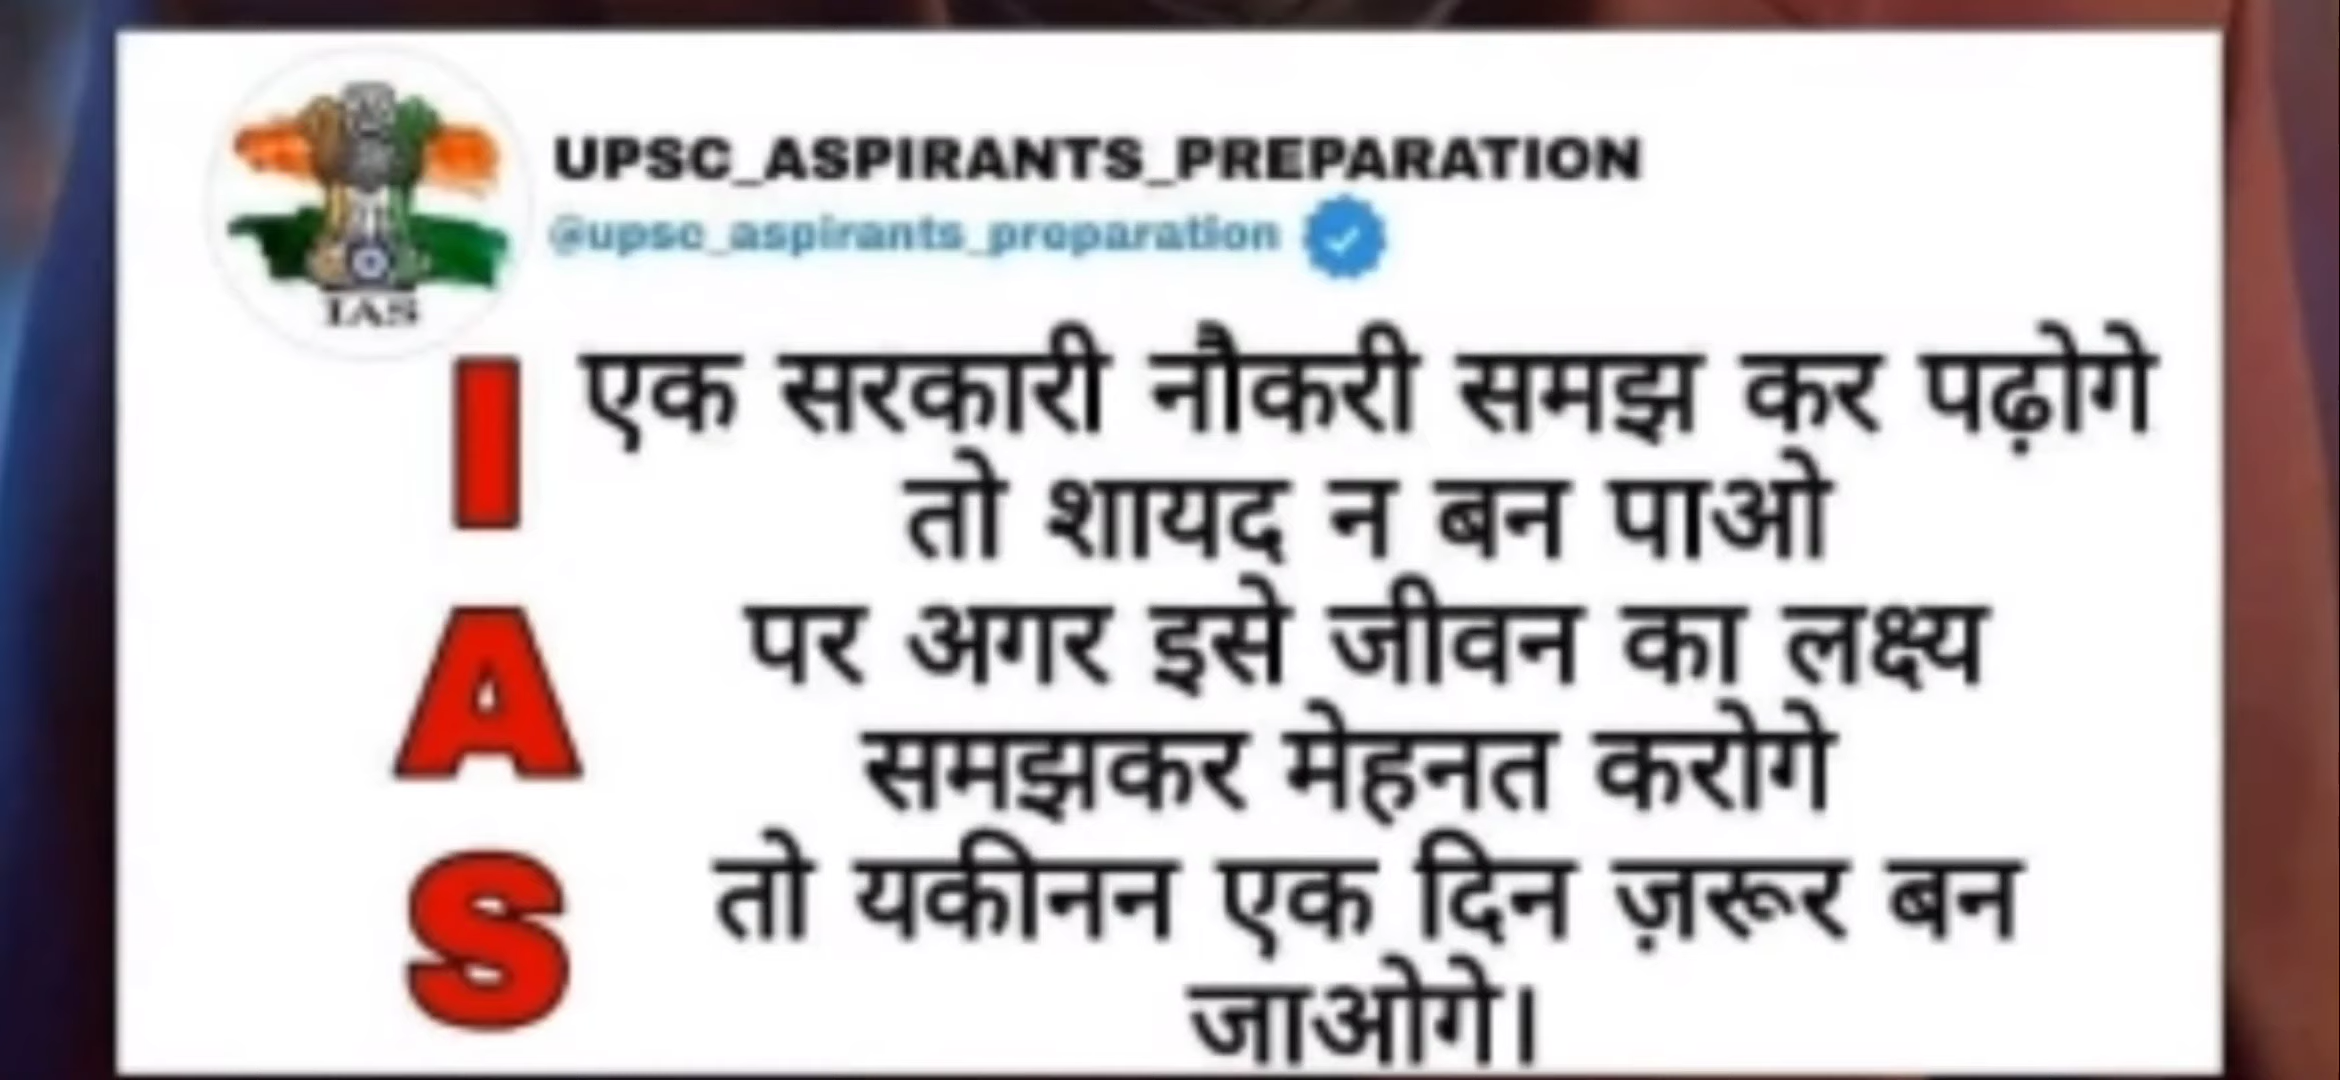 IAS
UPSC_ASPIRANTS_PREPARATION
@upsc_aspirants_preparation
I
A
S
एक सरकारी नौकरी समझ कर पढ़ोगे
तो शायद न बन पाओ
पर अगर इसे जीवन का लक्ष्य
समझकर मेहनत करोगे
तो यकीनन एक दिन ज़रूर बन
जाओगे।